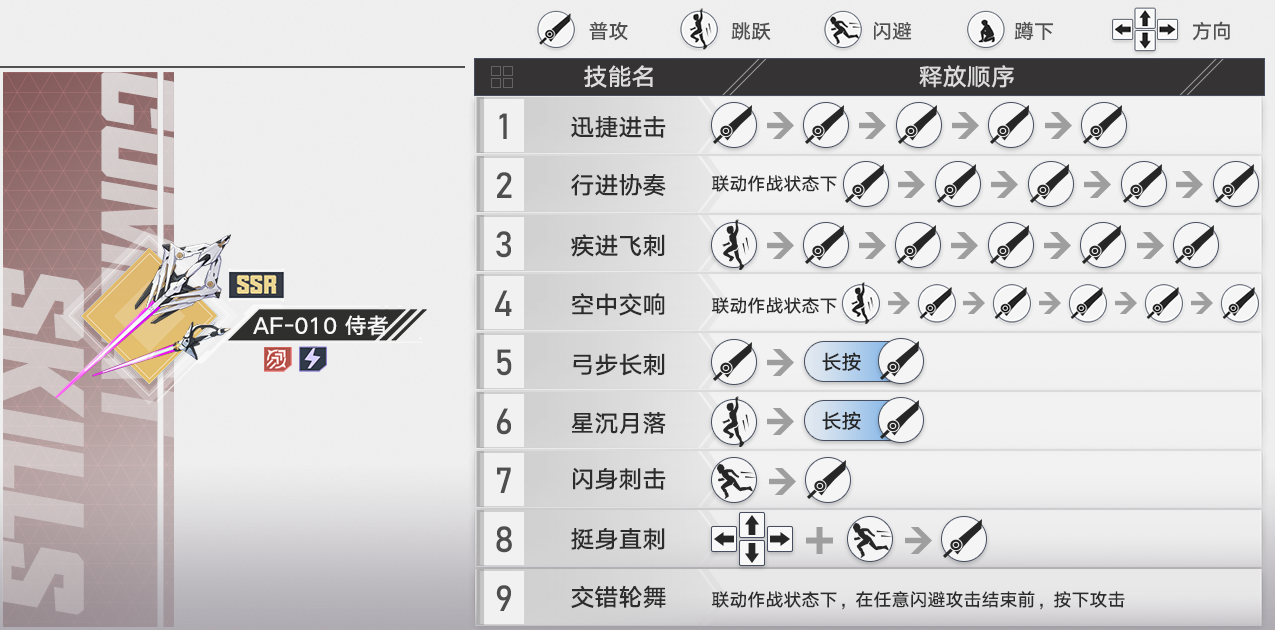 普攻 跳跃 闪避 蹲下 方向
技能名 释放顺序
COMBAT
SKILLS
SSR
AF-010 侍者
1 迅捷进击
2 行进协奏 联动作战状态下
3 疾进飞刺
4 空中交响 联动作战状态下
5 弓步长刺 长按
6 星沉月落 长按
7 闪身刺击
8 挺身直刺
9 交错轮舞 联动作战状态下，在任意闪避攻击结束前，按下攻击